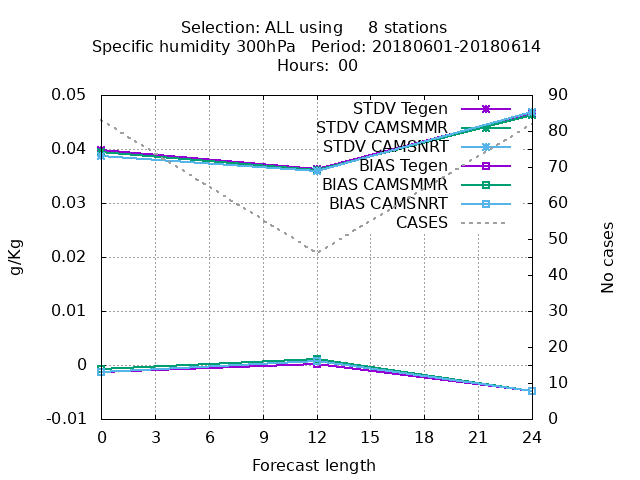 Selection: ALL using     8 stations
Specific humidity 300hPa   Period: 20180601-20180614
Hours:  00
0.05
0.04
0.03
0.02
0.01
0
-0.01
g/Kg
STDV Tegen
STDV CAMSMMR
STDV CAMSNRT
BIAS Tegen
BIAS CAMSMMR
BIAS CAMSNRT
CASES
90
80
70
60
50
40
30
20
10
0
No cases
0 3 6 9 12 15 18 21 24
Forecast length